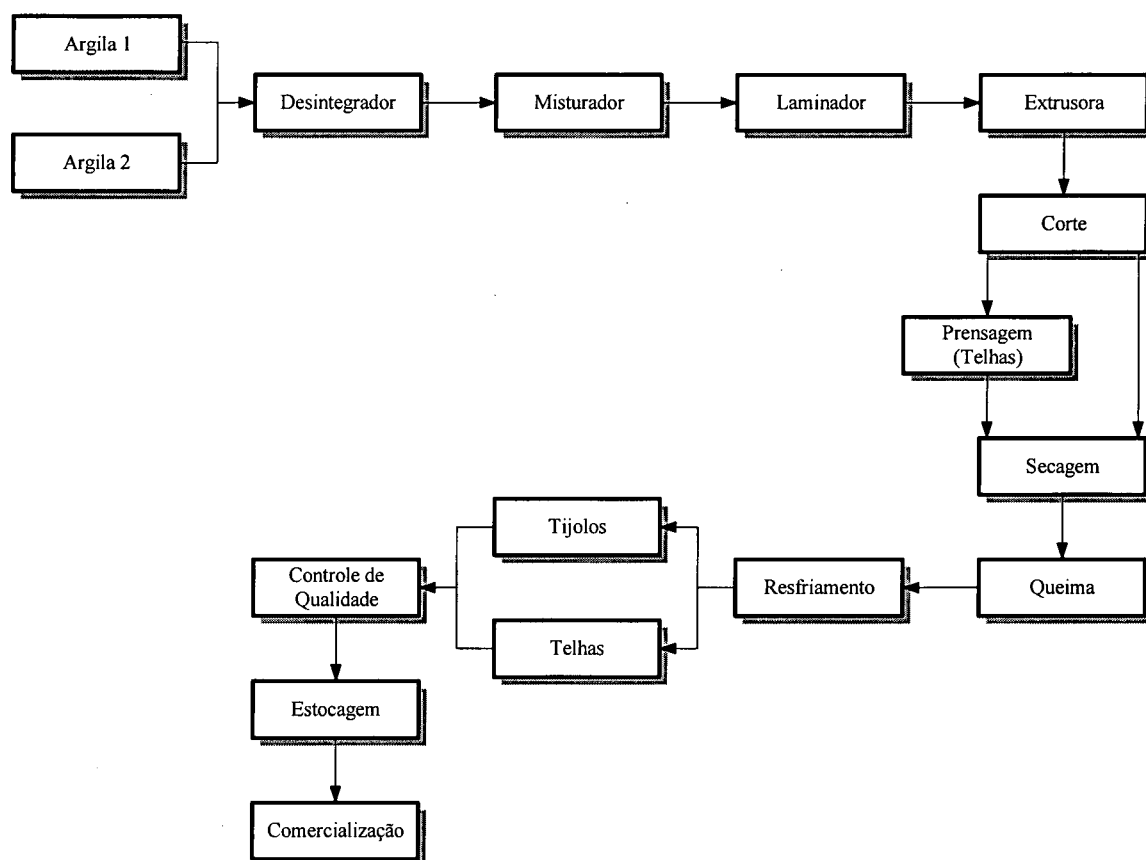 Argila 1
Argila 2
Desintegrador
Misturador
Laminador
Extrusora
Corte
Prensagem
(Telhas)
Secagem
Queima
Resfriamento
Tijolos
Telhas
Controle de
Qualidade
Estocagem
Comercialização